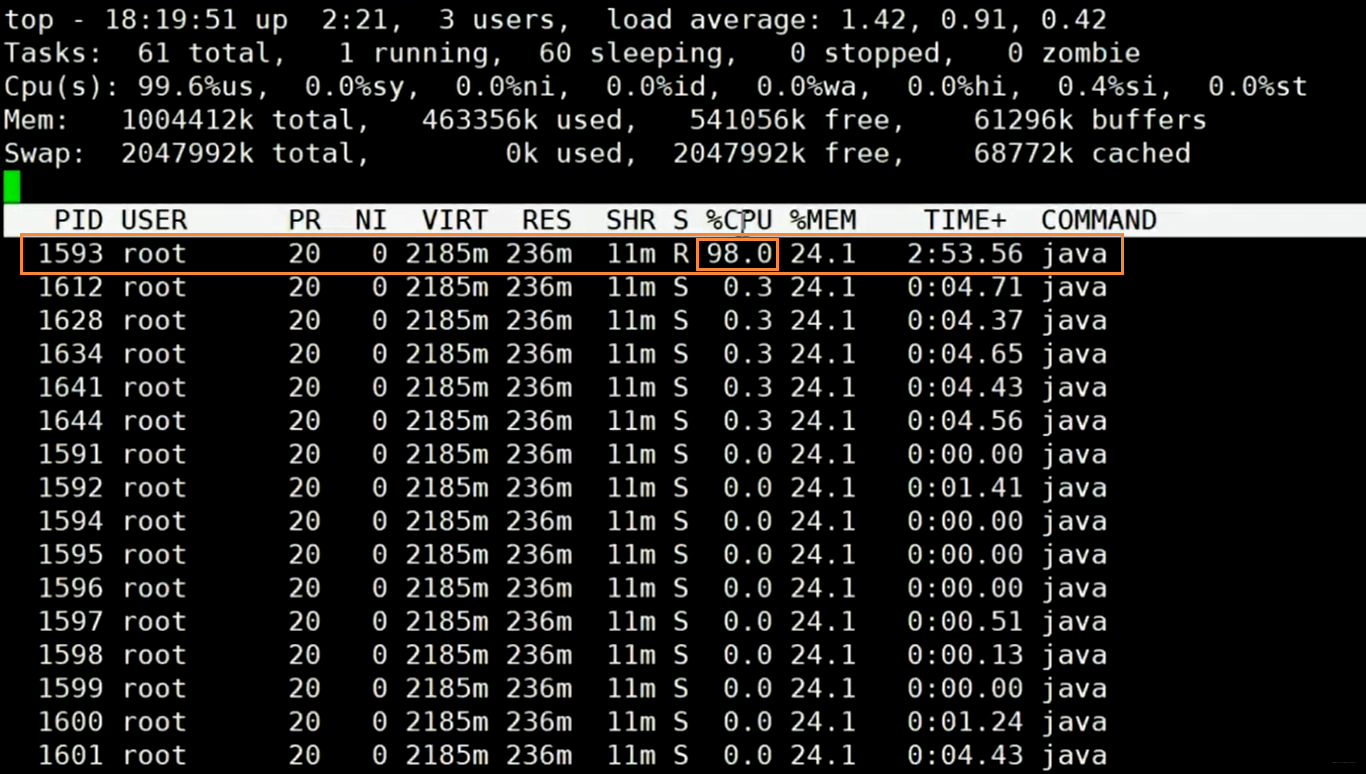 top - 18:19:51 up  2:21,  3 users,  load average: 1.42, 0.91, 0.42
Tasks:  61 total,   1 running,  60 sleeping,   0 stopped,   0 zombie
Cpu(s): 99.6%us,  0.0%sy,  0.0%ni,  0.0%id,  0.0%wa,  0.0%hi,  0.4%si,  0.0%st
Mem:   1004412k total,   463356k used,   541056k free,    61296k buffers
Swap:  2047992k total,        0k used,  2047992k free,    68772k cached
PID USER      PR  NI  VIRT  RES  SHR S %CPU %MEM    TIME+  COMMAND
1593 root      20   0 2185m 236m  11m R 98.0 24.1   2:53.56 java
1612 root      20   0 2185m 236m  11m S  0.3 24.1   0:04.71 java
1628 root      20   0 2185m 236m  11m S  0.3 24.1   0:04.37 java
1634 root      20   0 2185m 236m  11m S  0.3 24.1   0:04.65 java
1641 root      20   0 2185m 236m  11m S  0.3 24.1   0:04.43 java
1644 root      20   0 2185m 236m  11m S  0.3 24.1   0:04.56 java
1591 root      20   0 2185m 236m  11m S  0.0 24.1   0:00.00 java
1592 root      20   0 2185m 236m  11m S  0.0 24.1   0:01.41 java
1594 root      20   0 2185m 236m  11m S  0.0 24.1   0:00.00 java
1595 root      20   0 2185m 236m  11m S  0.0 24.1   0:00.00 java
1596 root      20   0 2185m 236m  11m S  0.0 24.1   0:00.00 java
1597 root      20   0 2185m 236m  11m S  0.0 24.1   0:00.51 java
1598 root      20   0 2185m 236m  11m S  0.0 24.1   0:00.13 java
1599 root      20   0 2185m 236m  11m S  0.0 24.1   0:00.00 java
1600 root      20   0 2185m 236m  11m S  0.0 24.1   0:01.24 java
1601 root      20   0 2185m 236m  11m S  0.0 24.1   0:04.43 java